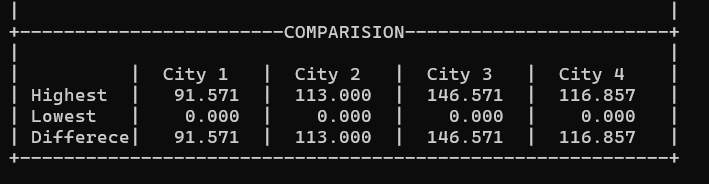 |                                                           |
+------------------------COMPARISION------------------------+
|                                                           |
|          |  City 1   |  City 2   |  City 3   |  City 4    |
| Highest  |   91.571  |  113.000  |  146.571  |  116.857   |
| Lowest   |    0.000  |    0.000  |    0.000  |    0.000   |
| Differece|   91.571  |  113.000  |  146.571  |  116.857   |
+-----------------------------------------------------------+